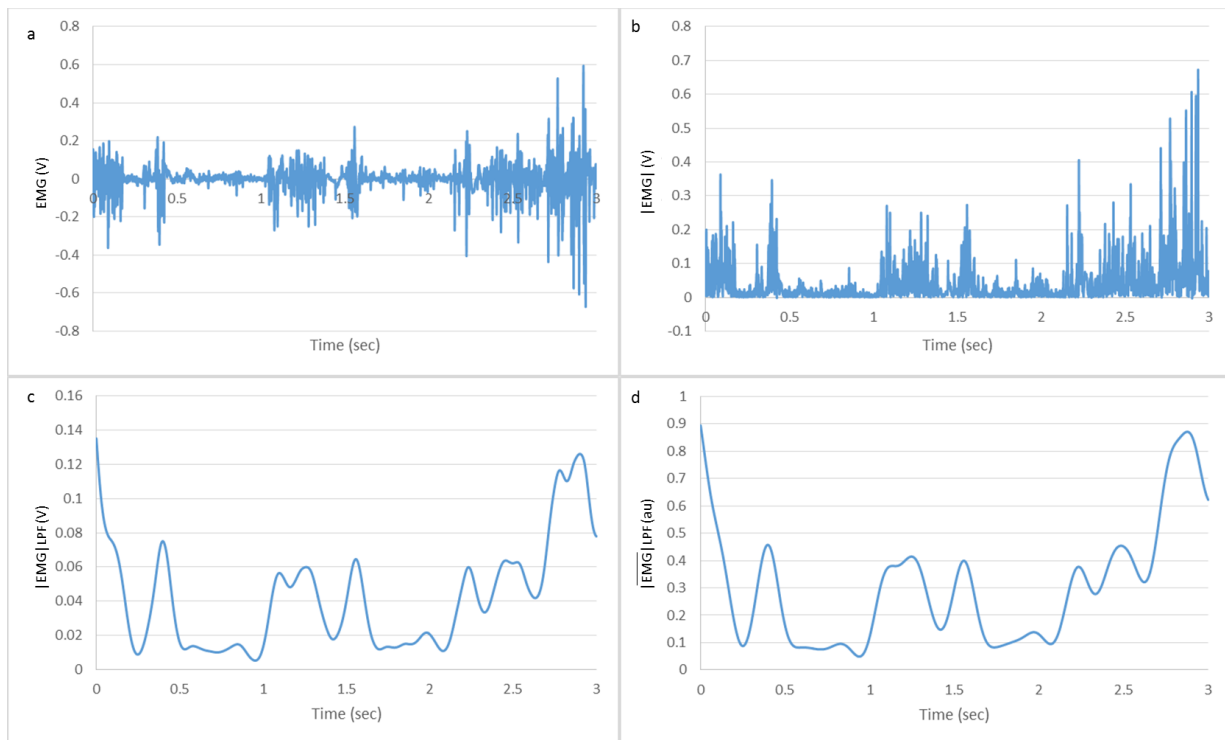 a
0.8
0.6
0.4
0.2
0
-0.2
-0.4
-0.6
-0.8
0 0.5 1 1.5 2 2.5 3
EMG (V)
Time (sec)
b
0.8
0.7
0.6
0.5
0.4
0.3
0.2
0.1
0
-0.1
0 0.5 1 1.5 2 2.5 3
|EMG| (V)
Time (sec)
c
0.16
0.14
0.12
0.1
0.08
0.06
0.04
0.02
0
0 0.5 1 1.5 2 2.5 3
|EMG|LPF (V)
Time (sec)
d
1
0.9
0.8
0.7
0.6
0.5
0.4
0.3
0.2
0.1
0
0 0.5 1 1.5 2 2.5 3
|EMG|LPF (au)
Time (sec)